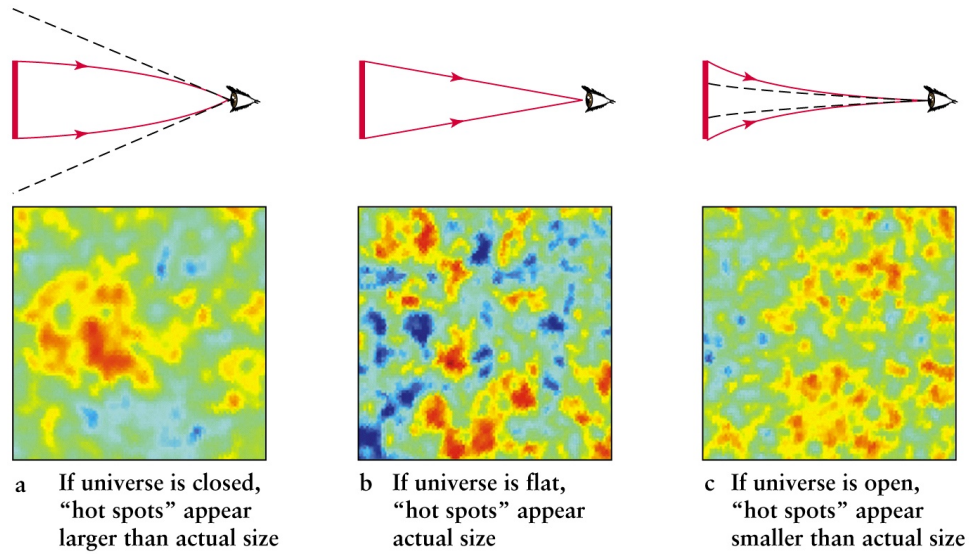 a If universe is closed,
“hot spots” appear
larger than actual size
b If universe is flat,
“hot spots” appear
actual size
c If universe is open,
“hot spots” appear
smaller than actual size